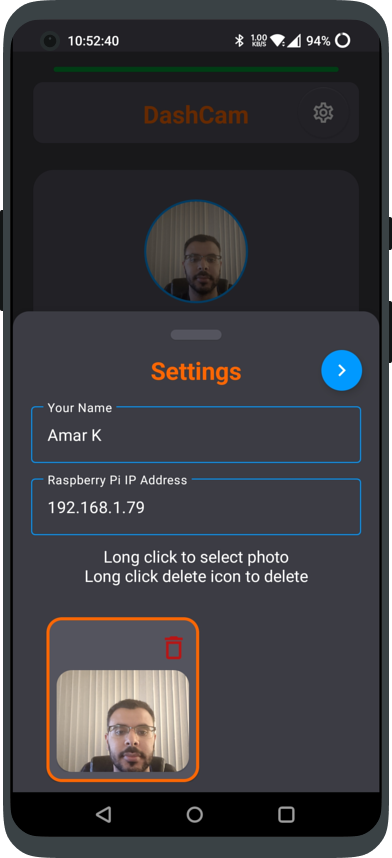 10:52:40
1.00
KB/S
94%
DashCam
Settings
Your Name
Amar K
Raspberry Pi IP Address
192.168.1.79
Long click to select photo
Long click delete icon to delete